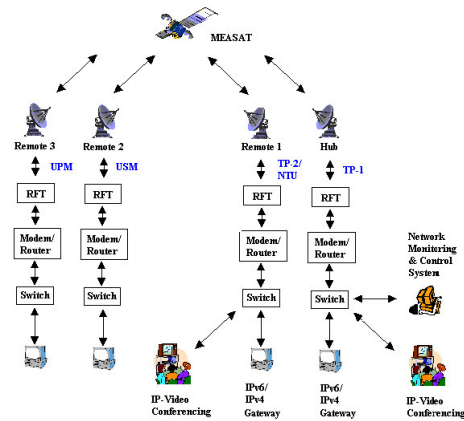 MEASAT
Remote 3
Remote 2
Remote 1
Hub
UPM
USM
TP-2/
NTU
TP-1
RFT
RFT
RFT
RFT
Modem/
Router
Modem/
Router
Modem/
Router
Modem/
Router
Network
Monitoring
& Control
System
Switch
Switch
Switch
Switch
IP-Video
Conferencing
IPv6/
IPv4
Gateway
IPv6/
IPv4
Gateway
IP-Video
Conferencing